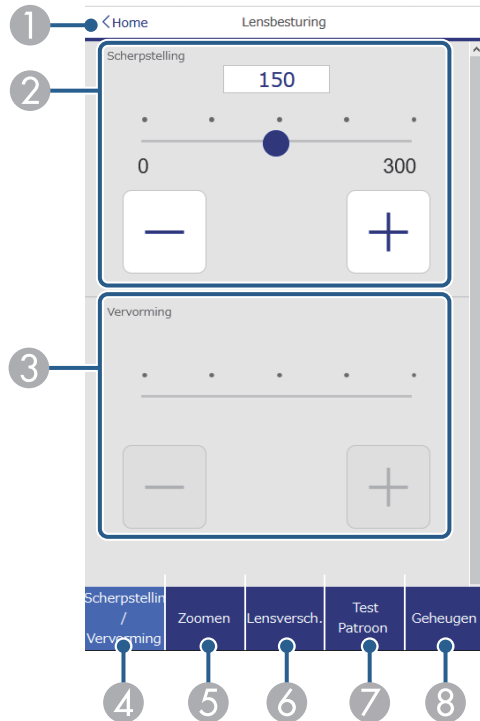 1
<Home
Lensbesturing
2
Scherpstelling
150
0
300
−
+
3
Vervorming
−
+
Scherpstellin
/
Vervorming
Zoomen
Lensversch.
Test
Patroon
Geheugen
4
5
6
7
8